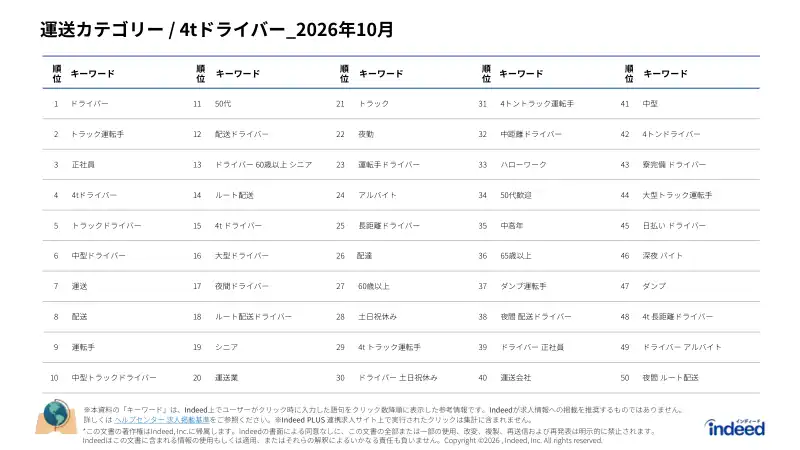 運送カテゴリー / 4tドライバー_2026年10月
順位 キーワード 順位 キーワード 順位 キーワード 順位 キーワード 順位 キーワード
1 ドライバー 11 50代 21 トラック 31 4トントラック運転手 41 中型
2 トラック運転手 12 配送ドライバー 22 夜勤 32 中距離ドライバー 42 4トンドライバー
3 正社員 13 ドライバー 60歳以上 シニア 23 運転手ドライバー 33 ハローワーク 43 寮完備 ドライバー
4 4tドライバー 14 ルート配送 24 アルバイト 34 50代歓迎 44 大型トラック運転手
5 トラックドライバー 15 4t ドライバー 25 長距離ドライバー 35 中高年 45 日払い ドライバー
6 中型ドライバー 16 大型ドライバー 26 配達 36 65歳以上 46 深夜 バイト
7 運送 17 夜間ドライバー 27 60歳以上 37 ダンプ運転手 47 ダンプ
8 配送 18 ルート配送ドライバー 28 土日祝休み 38 夜間 配送ドライバー 48 4t 長距離ドライバー
9 運転手 19 シニア 29 4t トラック運転手 39 ドライバー 正社員 49 ドライバー アルバイト
10 中型トラックドライバー 20 運送業 30 ドライバー 土日祝休み 40 運送会社 50 夜間 ルート配送
※本資料の「キーワード」は、Indeed上でユーザーがクリック時に入力した語句をクリック数降順に表示した参考情報です。Indeedが求人情報への掲載を推奨するものではありません。
詳しくは ヘルプセンター 求人掲載基準をご参照ください。※Indeed PLUS 連携求人サイト上で実行されたクリックは集計に含まれません。
*この文書の著作権はIndeed, Inc.に帰属します。Indeedの書面による同意なしに、この文書の全部または一部の使用、改変、複製、再送信および再発表は明示的に禁止されます。
Indeedはこの文書に含まれる情報の使用もしくは適用、またはそれらの解釈よるいかなる責任も負いません。Copyright ©2026 , Indeed, Inc. All rights reserved.
インディード
indeed